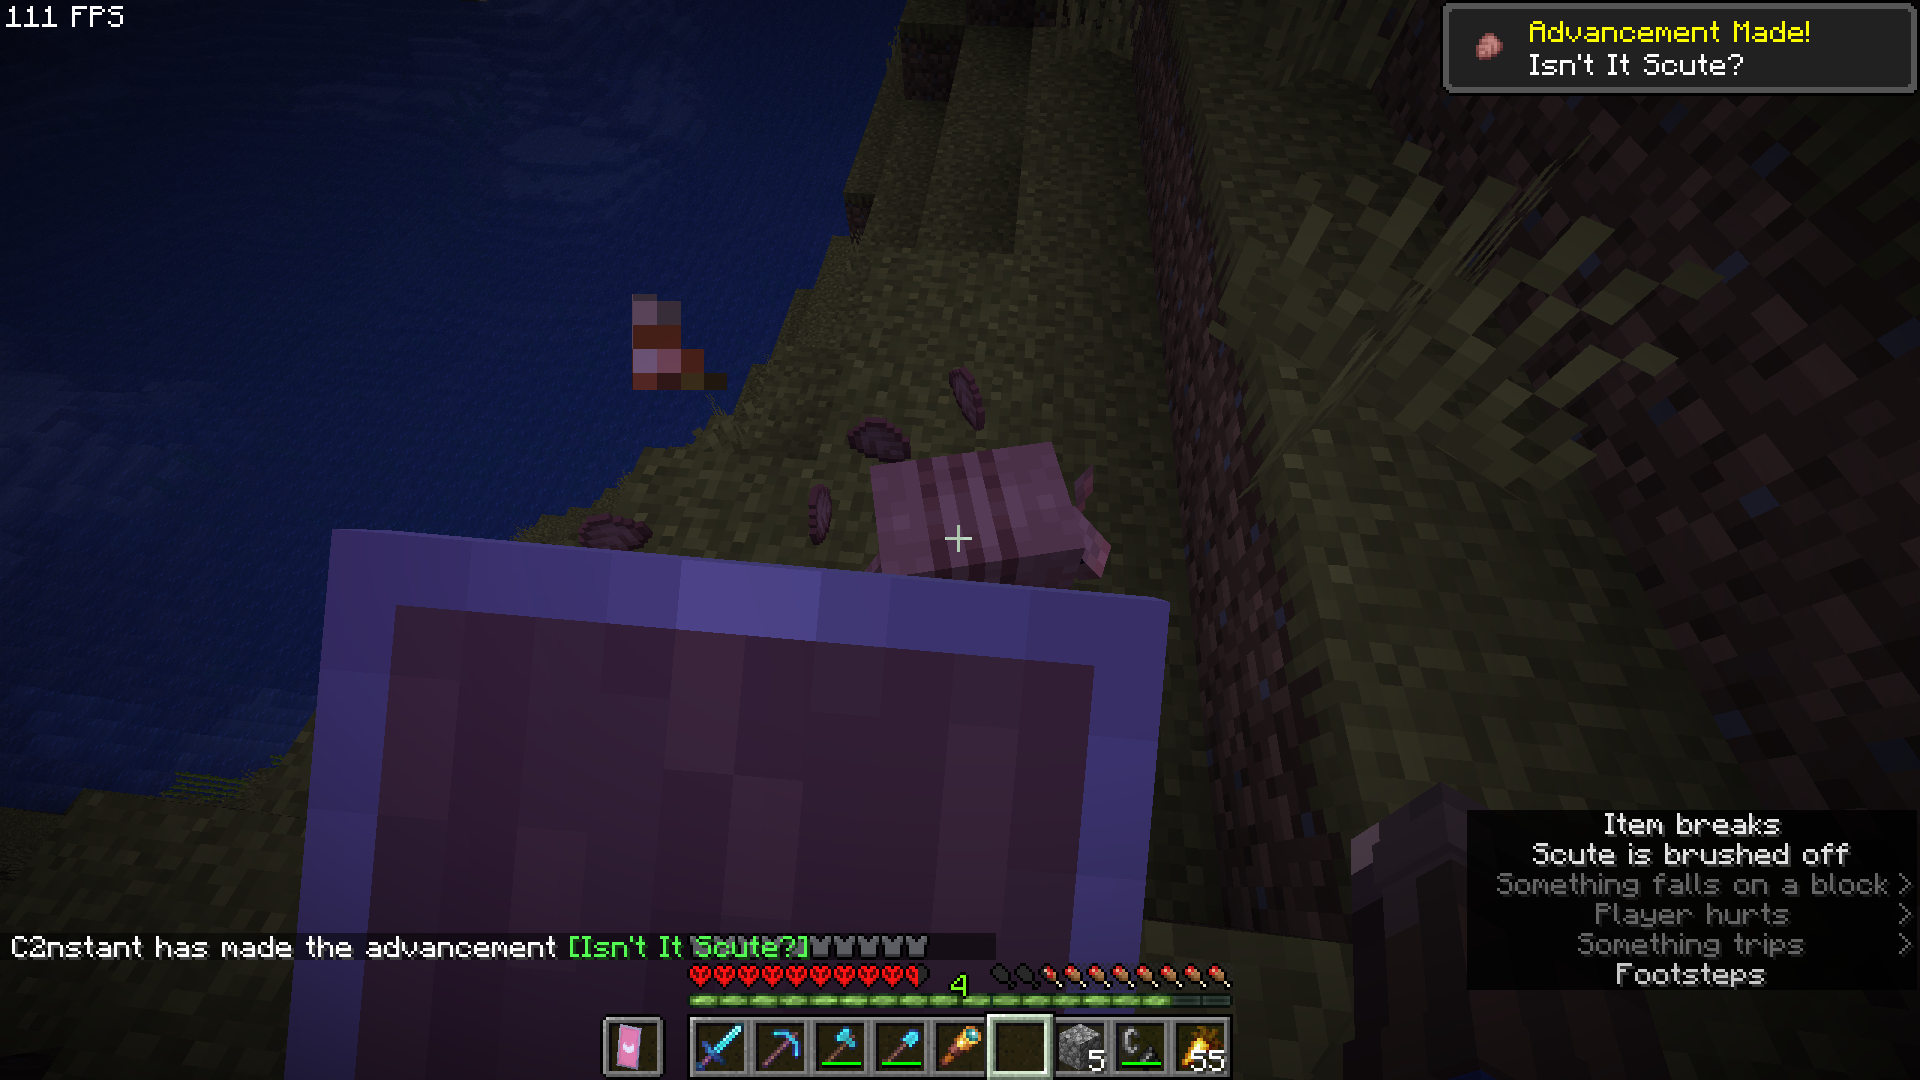 111 FPS
Advancement Made!
Isn't It Scute?
Item breaks
Scute is brushed off
Something falls on a block >
Player hurts >
Something trips >
Footsteps
C2nstant has made the advancement [Isn't It Scute?]
4
5
55